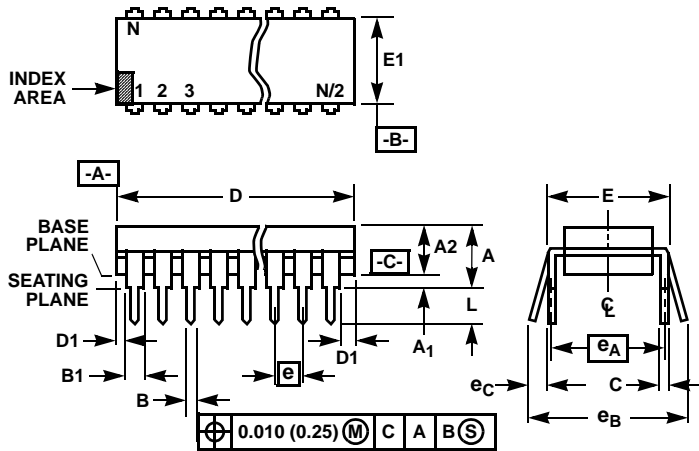 N
INDEX
AREA
1 2 3 N/2
E1
-B-
-A-
D
E
BASE
PLANE
A2
A
-C-
SEATING
PLANE
L
C
L
D1
A1
D1
eA
B1
e
eC
C
B
eB
0.010 (0.25) M C A B S